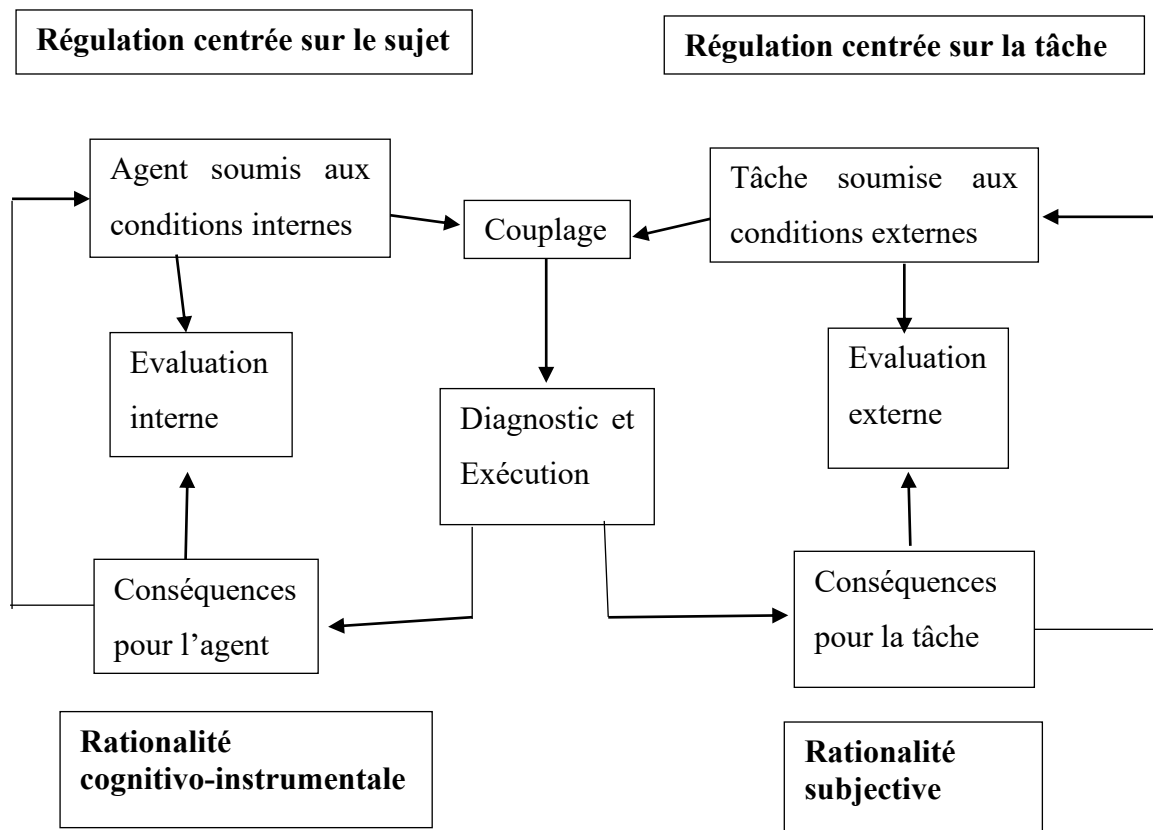 Régulation centrée sur le sujet
Régulation centrée sur la tâche
Agent soumis aux
conditions internes
Couplage
Tâche soumise aux
conditions externes
Evaluation
interne
Diagnostic et
Exécution
Evaluation
externe
Conséquences
pour l’agent
Conséquences
pour la tâche
Rationalité
cognitivo-instrumentale
Rationalité
subjective